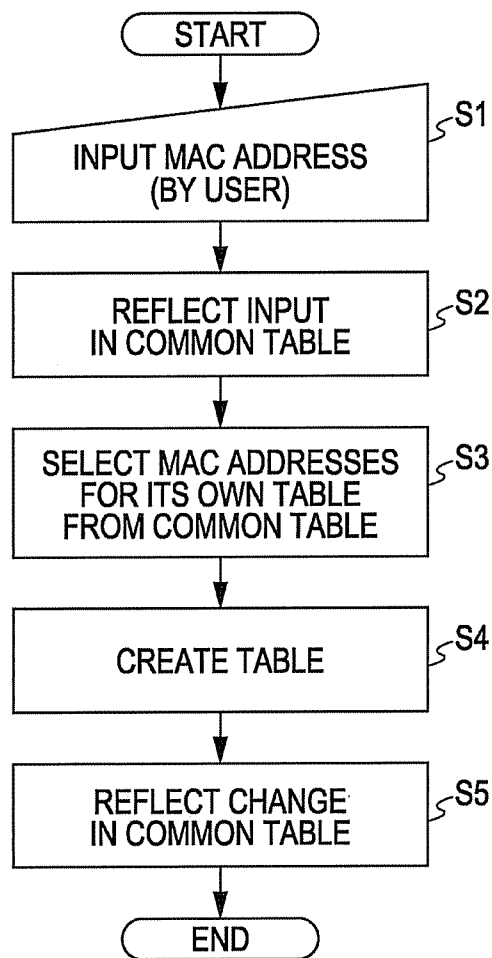 START
S1
INPUT MAC ADDRESS
(BY USER)
S2
REFLECT INPUT
IN COMMON TABLE
S3
SELECT MAC ADDRESSES
FOR ITS OWN TABLE
FROM COMMON TABLE
S4
CREATE TABLE
S5
REFLECT CHANGE
IN COMMON TABLE
END